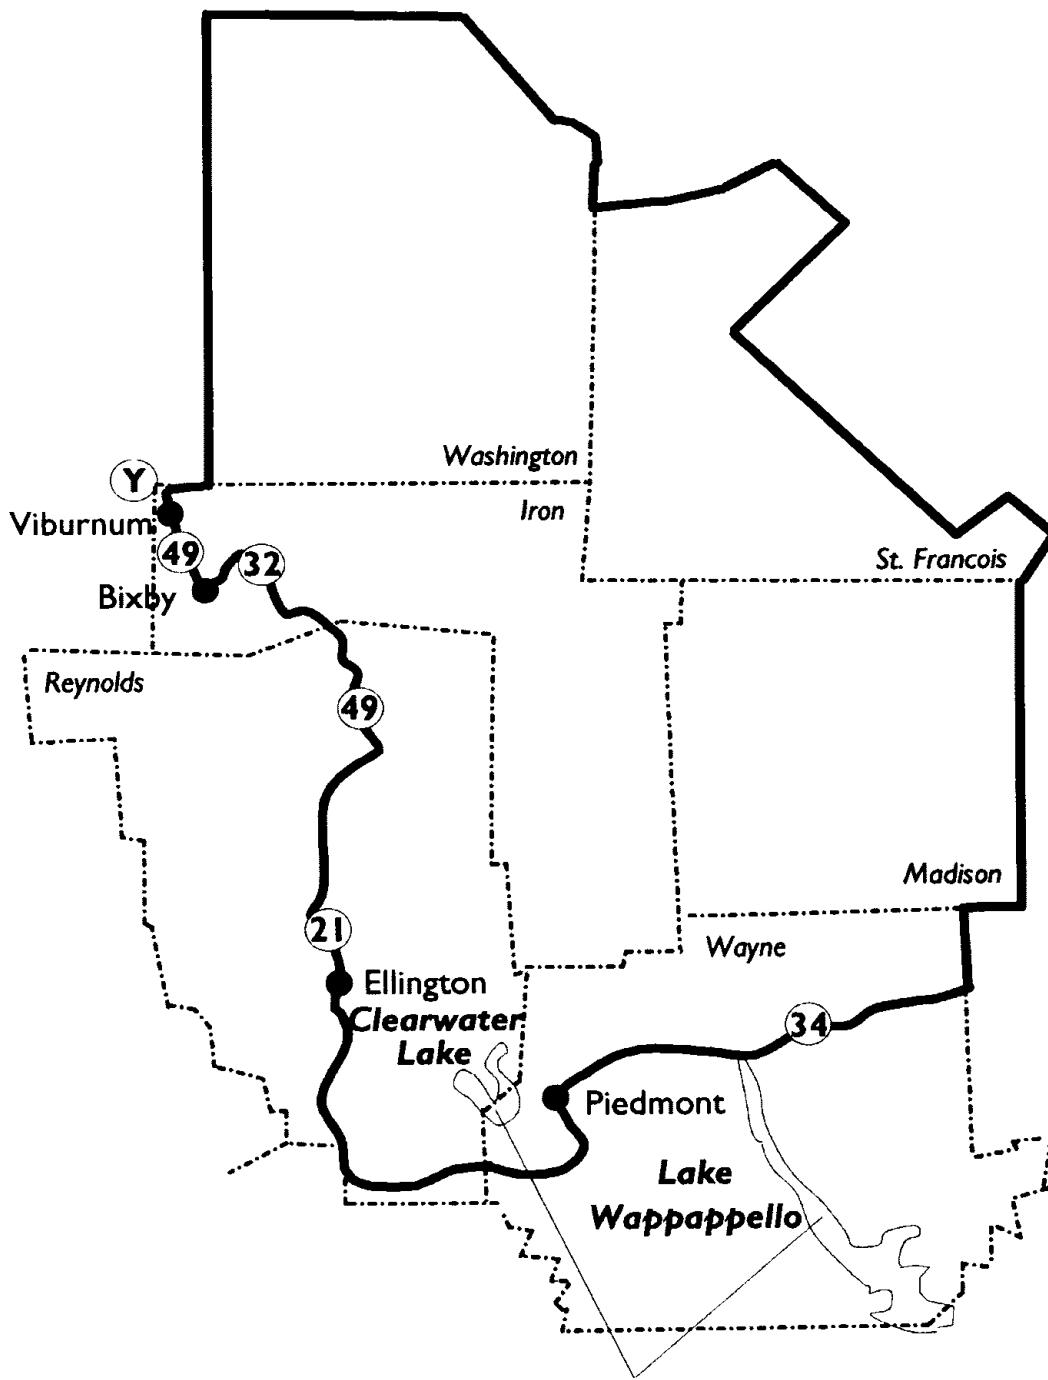 Washington
Y
Iron
Viburnum
49
32
St. Francois
Bixby
Reynolds
49
Madison
21
Wayne
Ellington
Clearwater
Lake
34
Piedmont
Lake
Wappappello